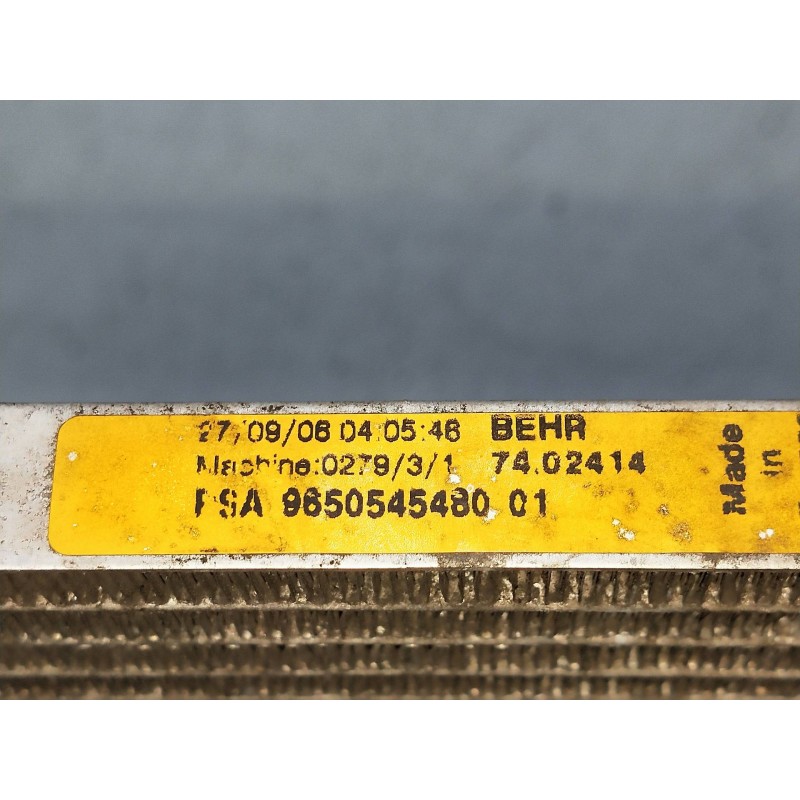 27/09/06 04:05:46 BEHR
Machine:0279/3/1 74.02414
PSA 9650545480 01
Made
in